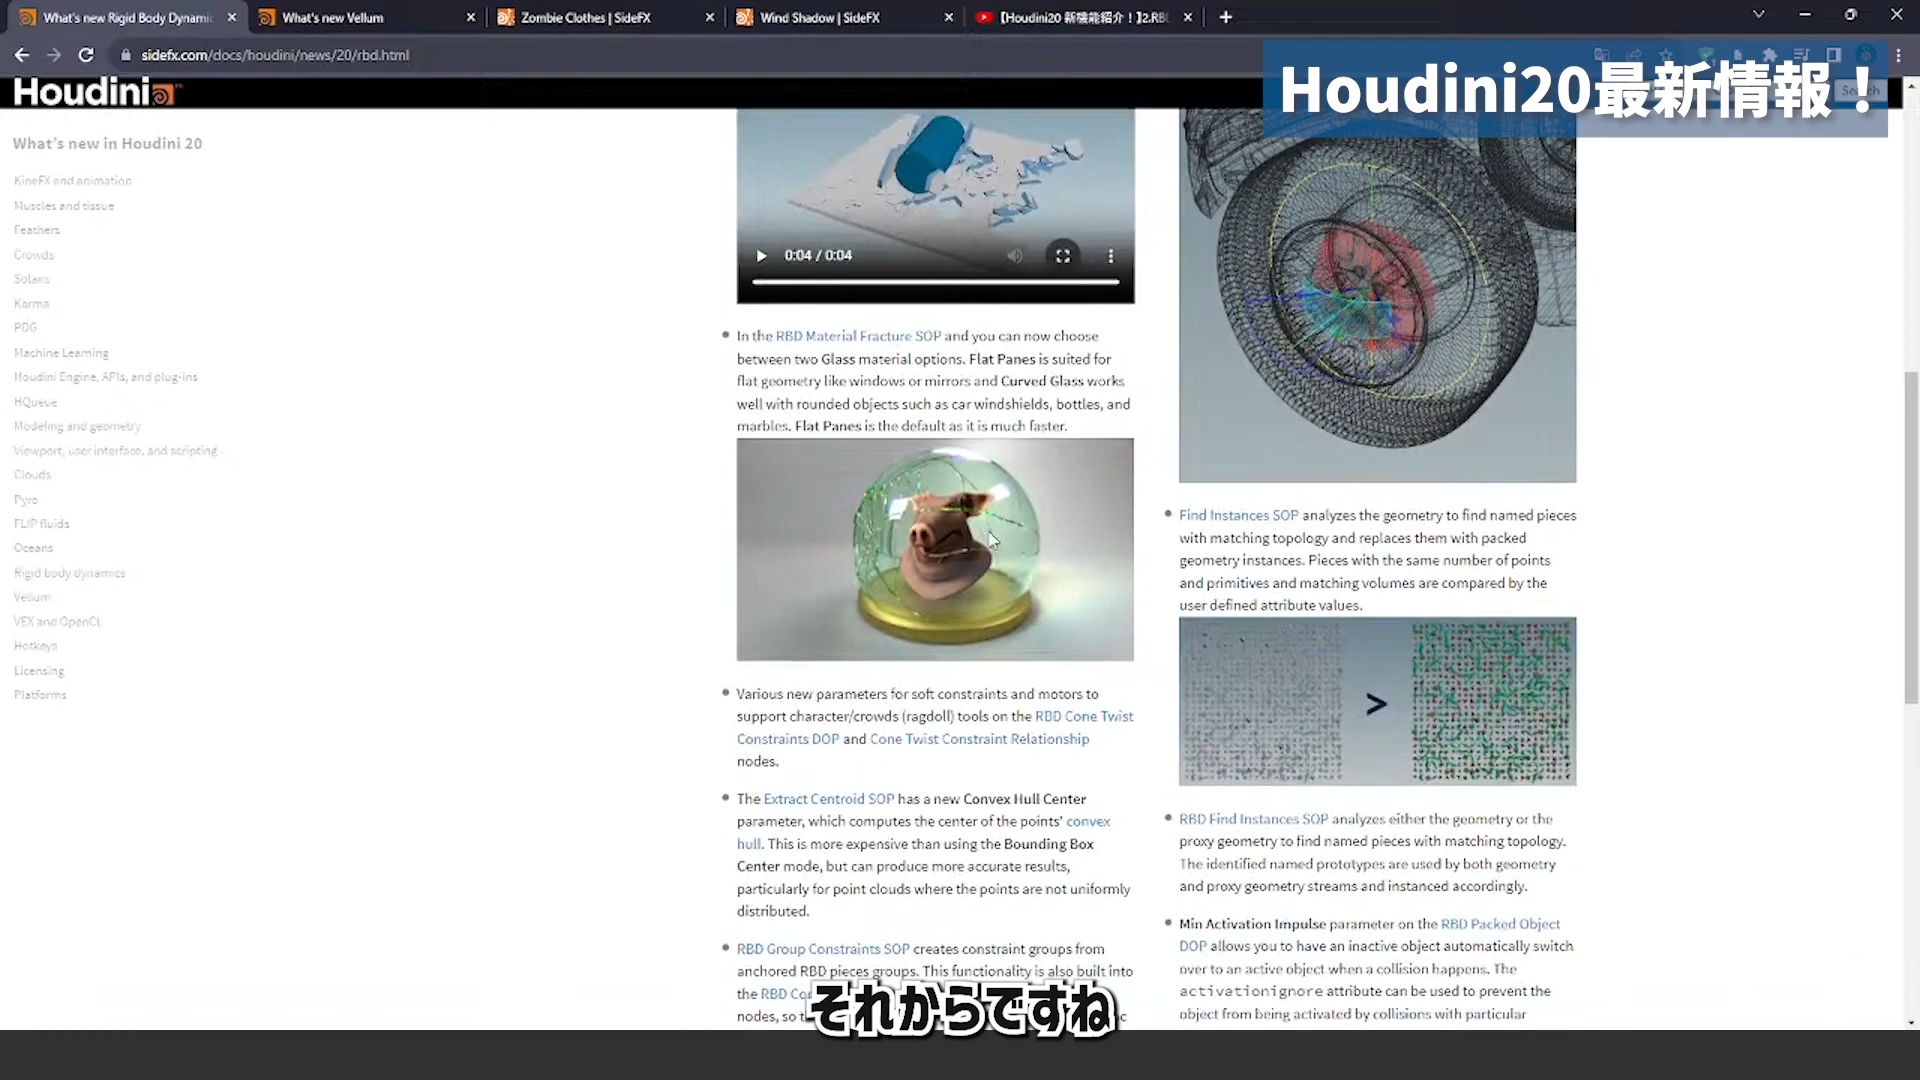 What's new Rigid Body Dynamic
What's new Vellum
Zombie Clothes | SideFX
Wind Shadow | SideFX
【Houdini20 新機能紹介！】2.RBD
sidefx.com/docs/houdini/news/20/rbd.html
Houdini
Houdini20最新情報！
What's new in Houdini 20
KineFX and animation
Muscles and tissue
Feathers
Crowds
Solaris
Karma
PDG
Machine Learning
Houdini Engine, APIs, and plug-ins
HQueue
Modeling and geometry
Viewport, user interface, and scripting
Clouds
Pyro
FLIP fluids
Oceans
Rigid body dynamics
Vellum
VEX and OpenCL
Hotkeys
Licensing
Platforms
0:04 / 0:04
In the RBD Material Fracture SOP and you can now choose
between two Glass material options. Flat Panes is suited for
flat geometry like windows or mirrors and Curved Glass works
well with rounded objects such as car windshields, bottles, and
marbles. Flat Panes is the default as it is much faster.
Various new parameters for soft constraints and motors to
support character/crowds (ragdoll) tools on the RBD Cone Twist
Constraints DOP and Cone Twist Constraint Relationship
nodes.
The Extract Centroid SOP has a new Convex Hull Center
parameter, which computes the center of the points' convex
hull. This is more expensive than using the Bounding Box
Center mode, but can produce more accurate results,
particularly for point clouds where the points are not uniformly
distributed.
RBD Group Constraints SOP creates constraint groups from
anchored RBD pieces groups. This functionality is also built into
the RBD Co
nodes, so
Find Instances SOP analyzes the geometry to find named pieces
with matching topology and replaces them with packed
geometry instances. Pieces with the same number of points
and primitives and matching volumes are compared by the
user defined attribute values.
>
RBD Find Instances SOP analyzes either the geometry or the
proxy geometry to find named pieces with matching topology.
The identified named prototypes are used by both geometry
and proxy geometry streams and instanced accordingly.
Min Activation Impulse parameter on the RBD Packed Object
DOP allows you to have an inactive object automatically switch
over to an active object when a collision happens. The
activationignore attribute can be used to prevent the
object from being activated by collisions with particular
それからですね